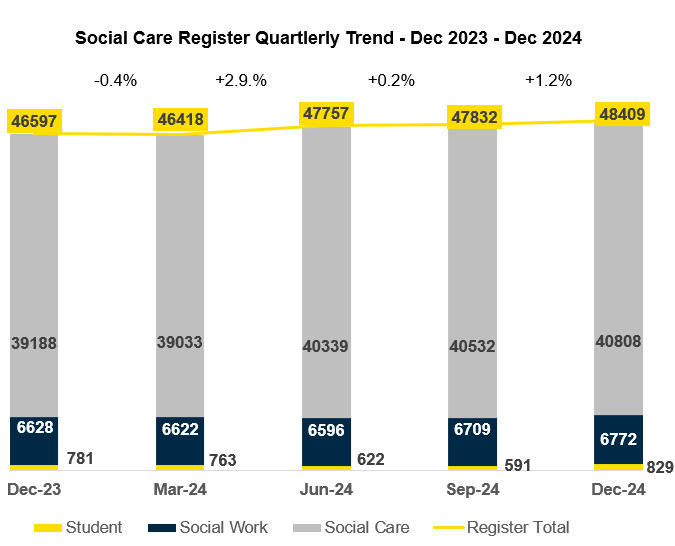 Social Care Register Quartlerly Trend - Dec 2023 - Dec 2024
-0.4% +2.9.% +0.2% +1.2%
46597 46418 47757 47832 48409
39188 39033 40339 40532 40808
6628 6622 6596 6709 6772
781 763 622 591 829
Dec-23 Mar-24 Jun-24 Sep-24 Dec-24
Student Social Work Social Care Register Total